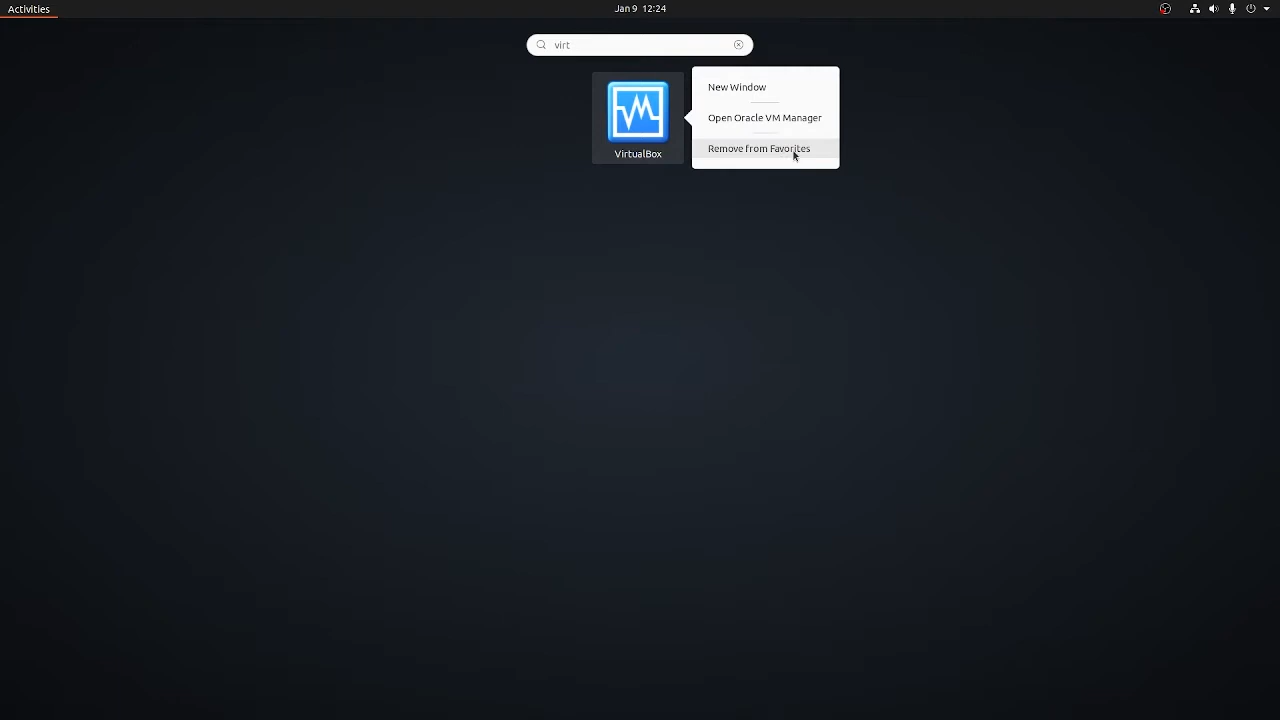 Activities
Jan 9 12:24
virt
New Window
Open Oracle VM Manager
Remove from Favorites
VirtualBox